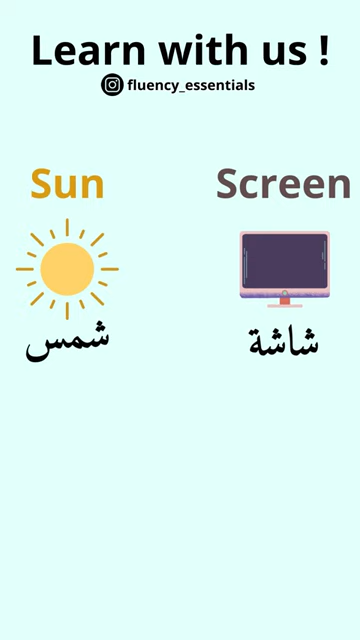 Learn with us !
fluency_essentials
Sun
Screen
شمس
شاشة